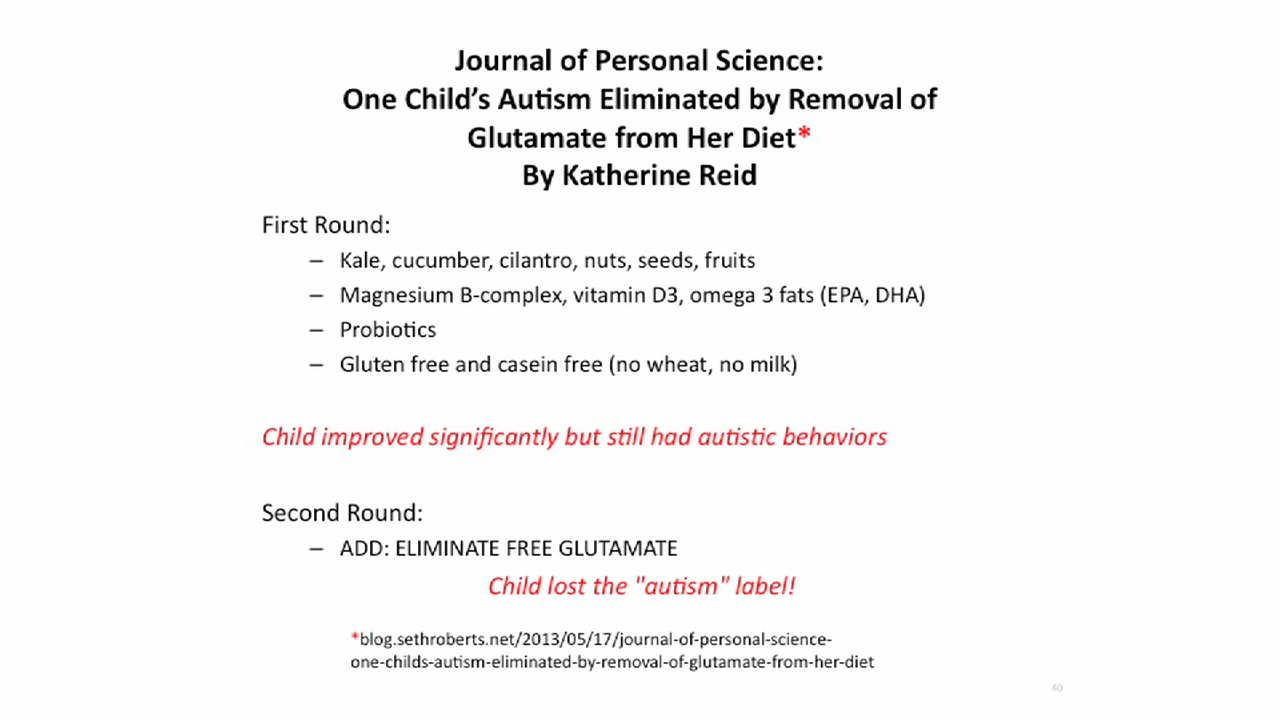 Journal of Personal Science:
One Child's Autism Eliminated by Removal of
Glutamate from Her Diet*
By Katherine Reid
First Round:
– Kale, cucumber, cilantro, nuts, seeds, fruits
– Magnesium B-complex, vitamin D3, omega 3 fats (EPA, DHA)
– Probiotics
– Gluten free and casein free (no wheat, no milk)
Child improved significantly but still had autistic behaviors
Second Round:
– ADD: ELIMINATE FREE GLUTAMATE
Child lost the "autism" label!
*blog.sethroberts.net/2013/05/17/journal-of-personal-science-
one-childs-autism-eliminated-by-removal-of-glutamate-from-her-diet
40